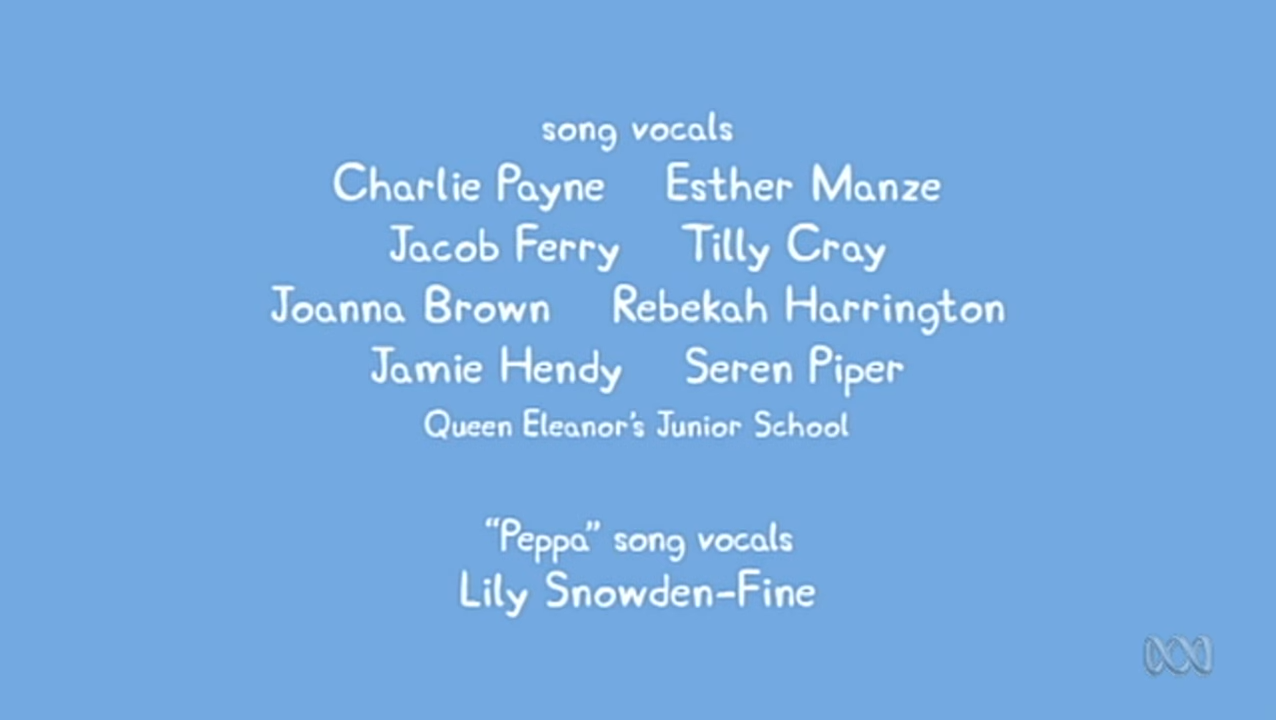 song vocals
Charlie Payne Esther Manze
Jacob Ferry Tilly Cray
Joanna Brown Rebekah Harrington
Jamie Hendy Seren Piper
Queen Eleanor's Junior School
“Peppa” song vocals
Lily Snowden-Fine